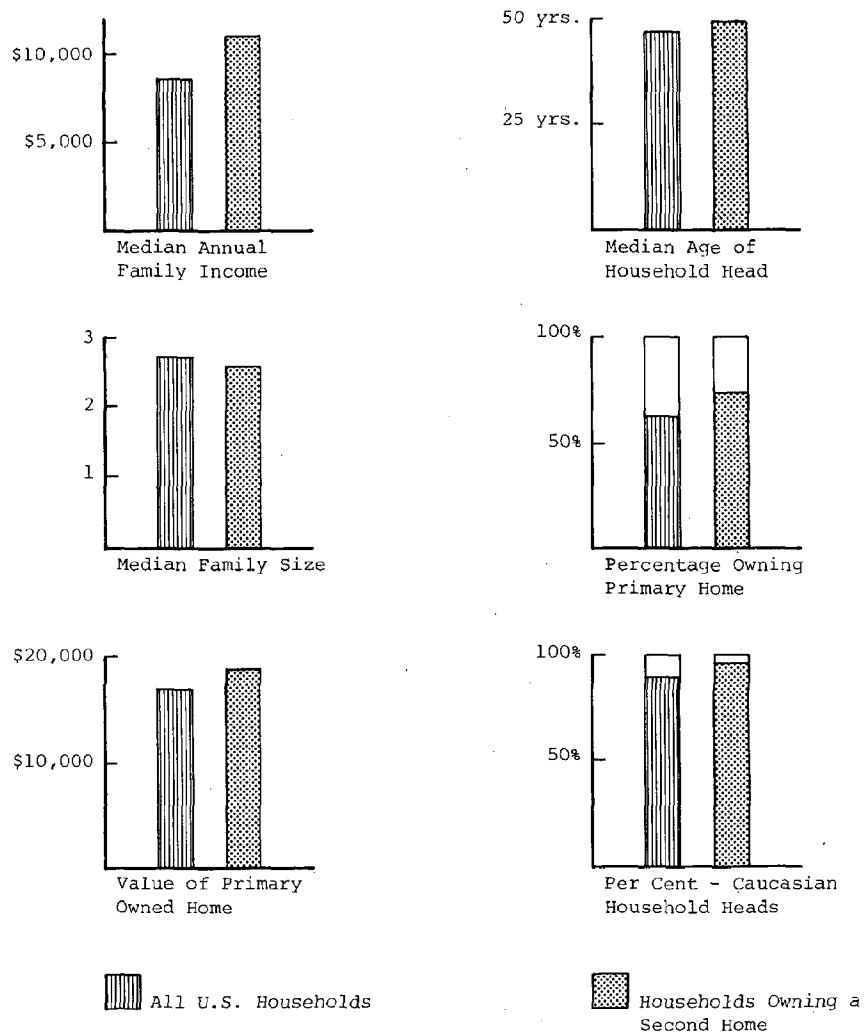 $10,000
$5,000
Median Annual
Family Income
50 yrs.
25 yrs.
Median Age of
Household Head
3
2
1
Median Family Size
100%
50%
Percentage Owning
Primary Home
$20,000
$10,000
Value of Primary
Owned Home
100%
50%
Per Cent - Caucasian
Household Heads
All U.S. Households
Households Owning a
Second Home